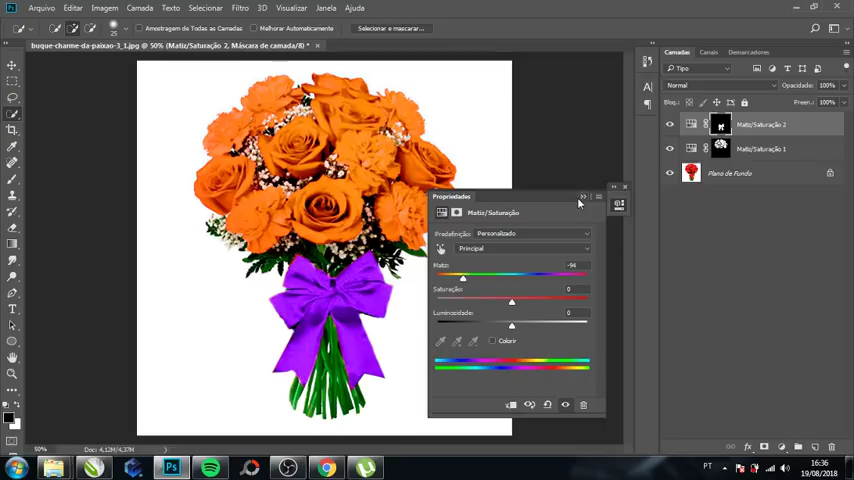 Arquivo Editar Imagem Camada Texto Selecionar Filtro 3D Visualizar Janela Ajuda
25 Amostragem de Todas as Camadas Melhorar Automaticamente Selecionar e mascarar...
buque-charme-da-paixao-3_1.jpg @ 50% (Matiz/Saturação 2, Máscara de camada/8) * ×
Camadas Canais Demarcadores
Tipo
Normal Opacidade: 100%
Bloq.: Preen.: 100%
Matiz/Saturação 2
Matiz/Saturação 1
Plano de Fundo
Propriedades
Matiz/Saturação
Predefinição: Personalizado
Principal
Matiz: -96
Saturação: 0
Luminosidade: 0
Colorir
50% Doc: 4,12M/4,37M
Ps
PT 16:36
19/08/2018